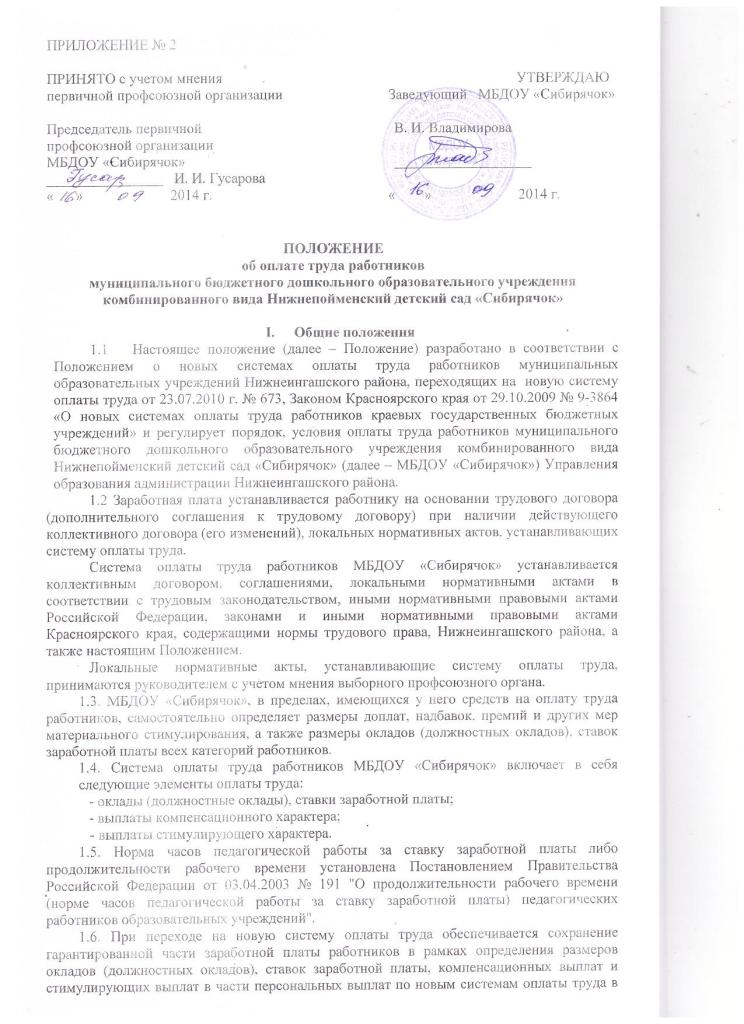 ПРИЛОЖЕНИЕ № 2
ПРИНЯТО с учетом мнения УТВЕРЖДАЮ
первичной профсоюзной организации Заведующий МБДОУ «Сибирячок»
Председатель первичной В. И. Владимирова
профсоюзной организации
МБДОУ «Сибирячок»
Гусар И. И. Гусарова
« 16 » 09 2014 г. « 16 » 09 2014 г.
ПОЛОЖЕНИЕ
об оплате труда работников
муниципального бюджетного дошкольного образовательного учреждения
комбинированного вида Нижнепойменский детский сад «Сибирячок»
I. Общие положения
1.1 Настоящее положение (далее – Положение) разработано в соответствии с
Положением о новых системах оплаты труда работников муниципальных
образовательных учреждений Нижнеингашского района, переходящих на новую систему
оплаты труда от 23.07.2010 г. № 673, Законом Красноярского края от 29.10.2009 № 9-3864
«О новых системах оплаты труда работников краевых государственных бюджетных
учреждений» и регулирует порядок, условия оплаты труда работников муниципального
бюджетного дошкольного образовательного учреждения комбинированного вида
Нижнепойменский детский сад «Сибирячок» (далее – МБДОУ «Сибирячок») Управления
образования администрации Нижнеингашского района.
1.2 Заработная плата устанавливается работнику на основании трудового договора
(дополнительного соглашения к трудовому договору) при наличии действующего
коллективного договора (его изменений), локальных нормативных актов, устанавливающих
систему оплаты труда.
Система оплаты труда работников МБДОУ «Сибирячок» устанавливается
коллективным договором, соглашениями, локальными нормативными актами в
соответствии с трудовым законодательством, иными нормативными правовыми актами
Российской Федерации, законами и иными нормативными правовыми актами
Красноярского края, содержащими нормы трудового права, Нижнеингашского района, а
также настоящим Положением.
Локальные нормативные акты, устанавливающие систему оплаты труда,
принимаются руководителем с учетом мнения выборного профсоюзного органа.
1.3. МБДОУ «Сибирячок», в пределах, имеющихся у него средств на оплату труда
работников, самостоятельно определяет размеры доплат, надбавок, премий и других мер
материального стимулирования, а также размеры окладов (должностных окладов), ставок
заработной платы всех категорий работников.
1.4. Система оплаты труда работников МБДОУ «Сибирячок» включает в себя
следующие элементы оплаты труда:
- оклады (должностные оклады), ставки заработной платы;
- выплаты компенсационного характера;
- выплаты стимулирующего характера.
1.5. Норма часов педагогической работы за ставку заработной платы либо
продолжительности рабочего времени установлена Постановлением Правительства
Российской Федерации от 03.04.2003 № 191 "О продолжительности рабочего времени
(норме часов педагогической работы за ставку заработной платы) педагогических
работников образовательных учреждений".
1.6. При переходе на новую систему оплаты труда обеспечивается сохранение
гарантированной части заработной платы работников в рамках определения размеров
окладов (должностных окладов), ставок заработной платы, компенсационных выплат и
стимулирующих выплат в части персональных выплат по новым системам оплаты труда в